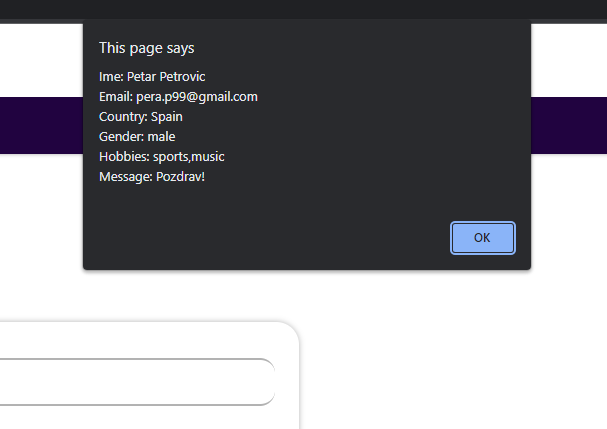 This page says
Ime: Petar Petrovic
Email: pera.p99@gmail.com
Country: Spain
Gender: male
Hobbies: sports,music
Message: Pozdrav!
OK